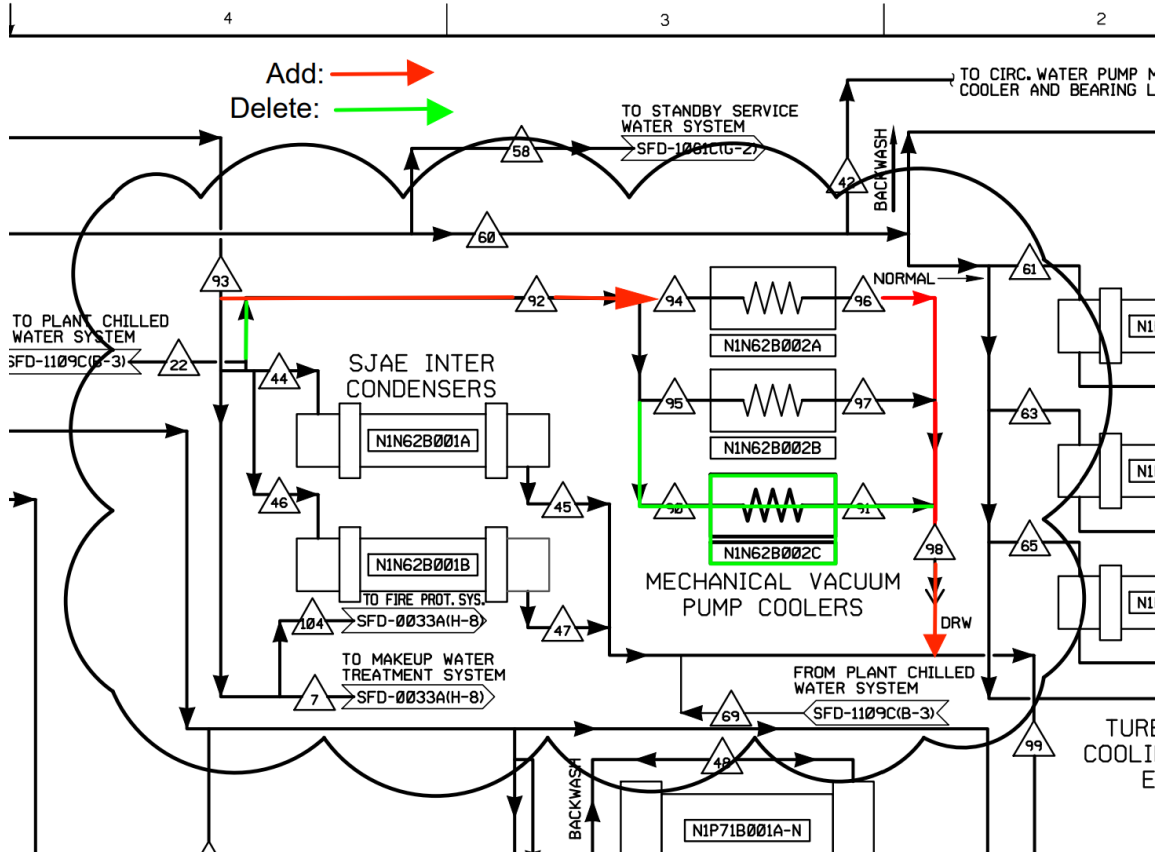 4
3
2
Add:
Delete:
TO CIRC. WATER PUMP
COOLER AND BEARING
TO STANDBY SERVICE
WATER SYSTEM
58
SFD-1061C(G-2)
42
BACKWASH
60
93
NORMAL
61
92
94
96
N1N62B002A
TO PLANT CHILLED
WATER SYSTEM
SFD-1109C(B-3)
22
44
SJAE INTER
CONDENSERS
95
97
63
N1N62B001A
N1N62B002B
46
45
90
91
N1N62B002C
98
65
N1N62B001B
MECHANICAL VACUUM
PUMP COOLERS
TO FIRE PROT. SYS.
104
SFD-0033A(H-8)
47
DRW
TO MAKEUP WATER
TREATMENT SYSTEM
7
SFD-0033A(H-8)
FROM PLANT CHILLED
WATER SYSTEM
69
SFD-1109C(B-3)
99
BACKWASH
48
N1P71B001A-N